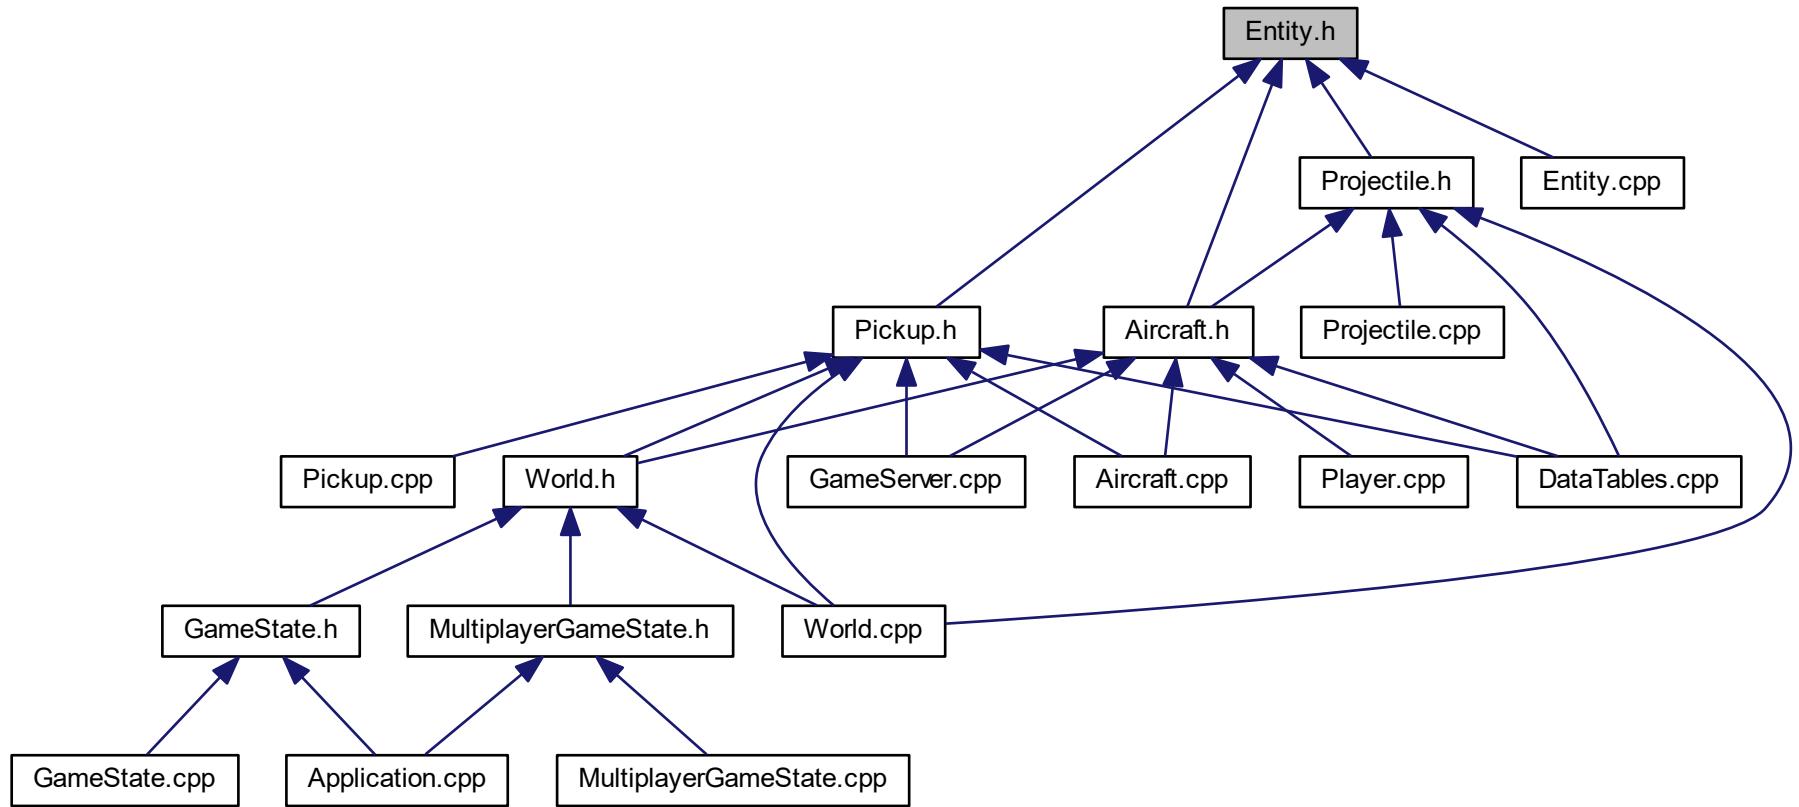 Entity.h
Projectile.h
Entity.cpp
Pickup.h
Aircraft.h
Projectile.cpp
Pickup.cpp
World.h
GameServer.cpp
Aircraft.cpp
Player.cpp
DataTables.cpp
GameState.h
MultiplayerGameState.h
World.cpp
GameState.cpp
Application.cpp
MultiplayerGameState.cpp